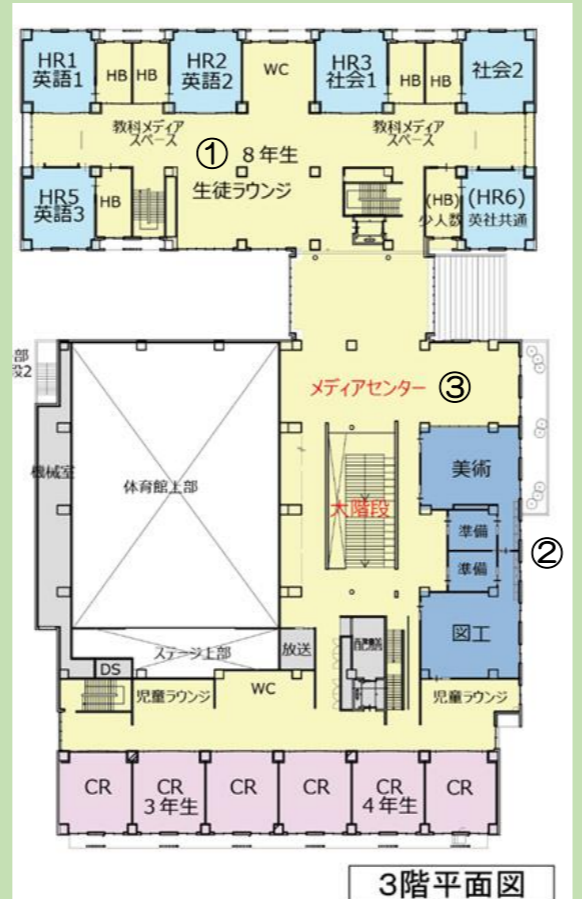 HR1
英語1
HB
HB
HR2
英語2
WC
HR3
社会1
HB
HB
社会2
教科メディア
スペース
① 8年生
生徒ラウンジ
教科メディア
スペース
HR5
英語3
HB
(HB)
少人数
(HR6)
英社共通
部
段2
メディアセンター ③
機械室
体育館上部
大階段
美術
準備
準備
②
図工
ステージ上部
放送
配膳
DS
児童ラウンジ
WC
児童ラウンジ
CR
CR
3年生
CR
CR
CR
4年生
CR
3階平面図